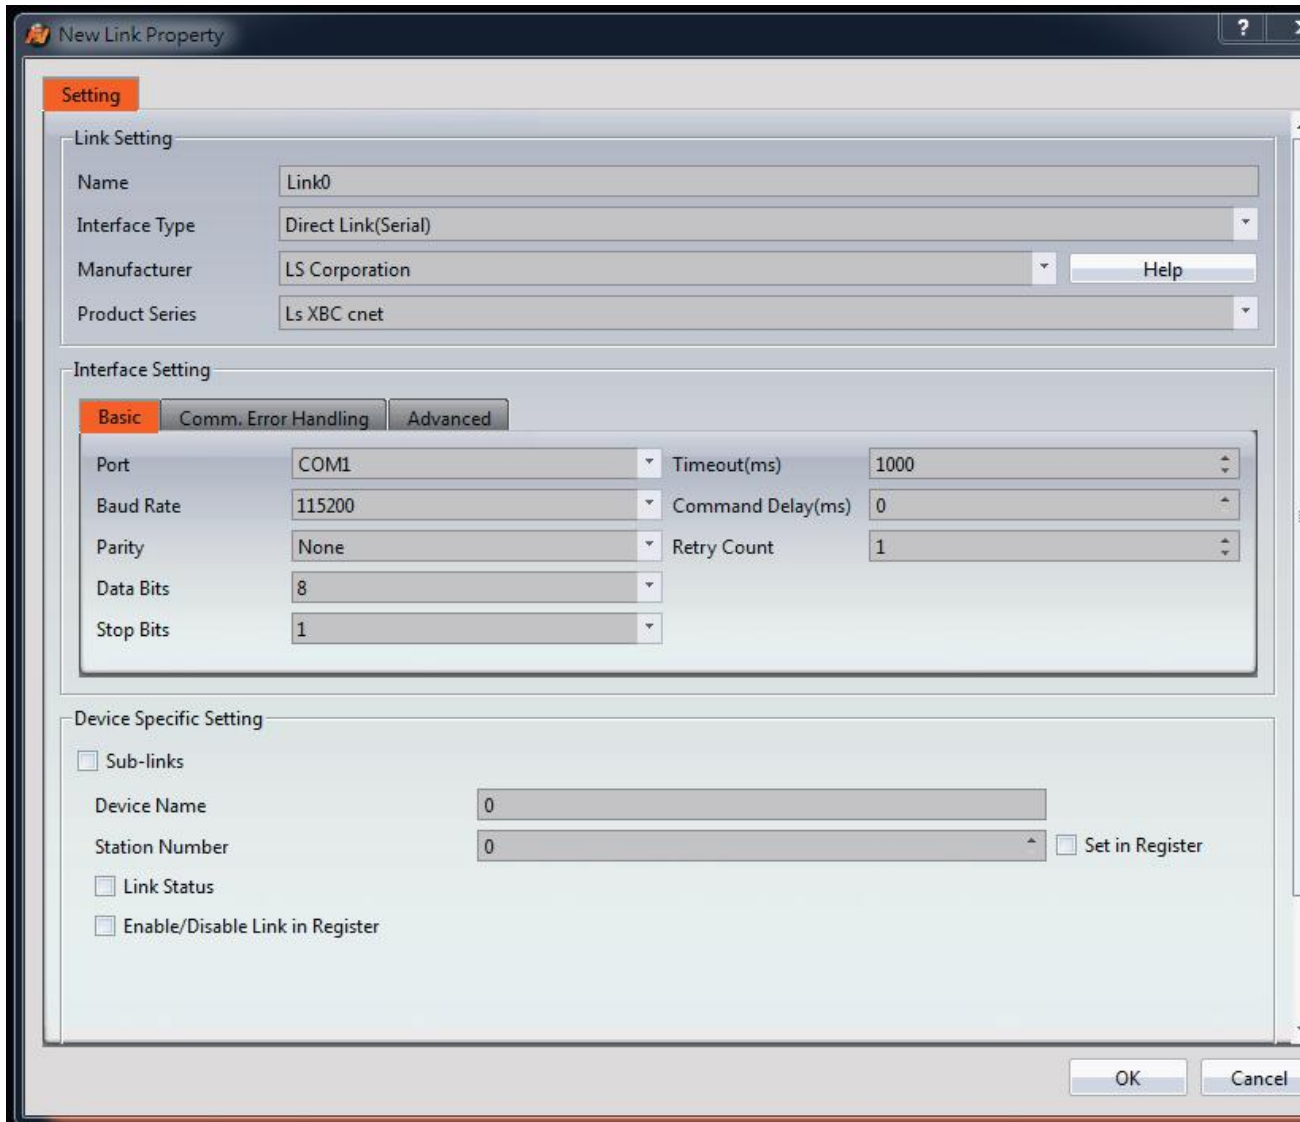 New Link Property
?
Setting
Link Setting
Name Link0
Interface Type Direct Link(Serial)
Manufacturer LS Corporation Help
Product Series Ls XBC cnet
Interface Setting
Basic Comm. Error Handling Advanced
Port COM1 Timeout(ms) 1000
Baud Rate 115200 Command Delay(ms) 0
Parity None Retry Count 1
Data Bits 8
Stop Bits 1
Device Specific Setting
Sub-links
Device Name 0
Station Number 0 Set in Register
Link Status
Enable/Disable Link in Register
OK Cancel